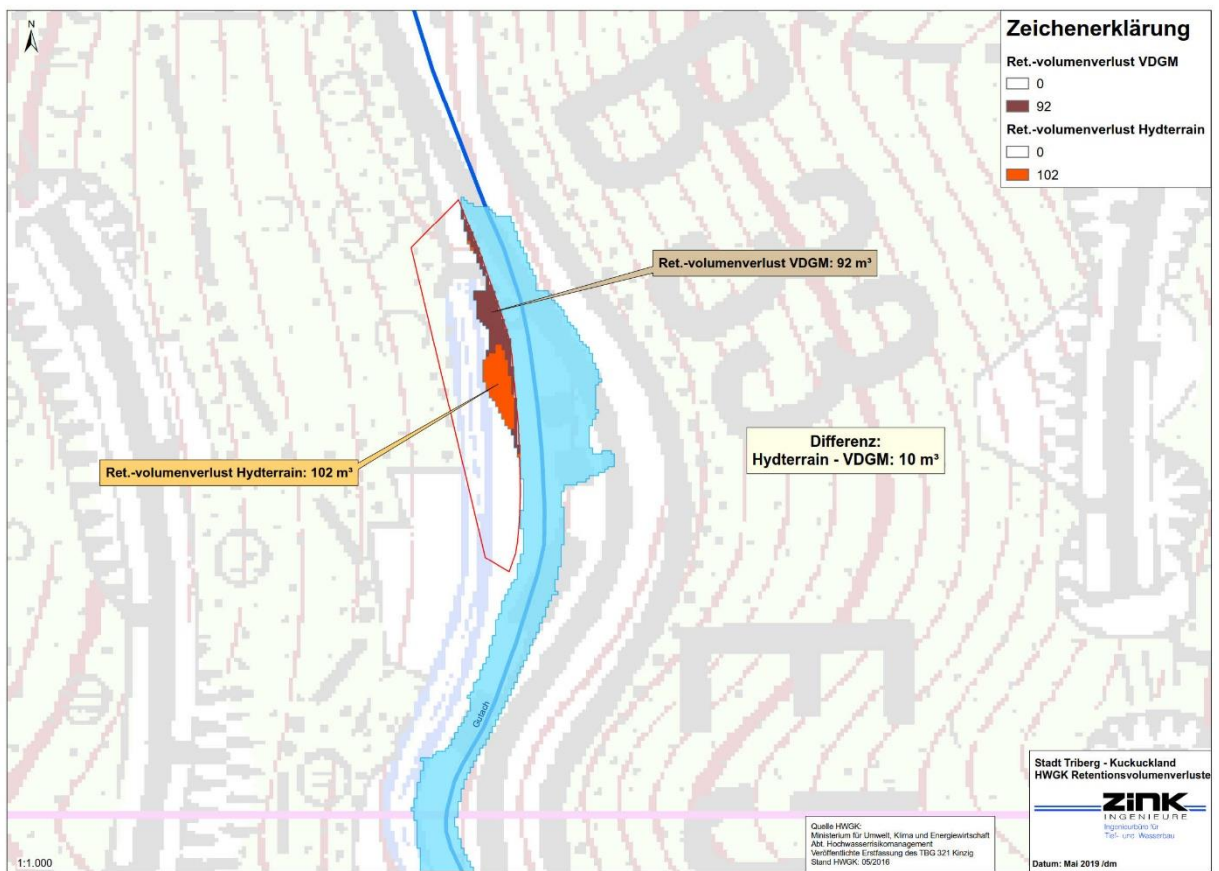 N
Zeichenerklärung
Ret.-volumenverlust VDGM
0
92
Ret.-volumenverlust Hydterrain
0
102
B 33
Ret.-volumenverlust VDGM: 92 m³
Ret.-volumenverlust Hydterrain: 102 m³
Differenz:
Hydterrain - VDGM: 10 m³
Gutach
1:1.000
Quelle HWGK:
Ministerium für Umwelt, Klima und Energiewirtschaft
Abt. Hochwasserrisikomanagement
Veröffentlichte Erstfassung des TBG 321 Kinzig
Stand HWGK: 05/2016
Stadt Triberg - Kuckuckland
HWGK Retentionsvolumenverluste
ZiNK
INGENIEURE
Ingenieurbüro für
Tief- und Wasserbau
Datum: Mai 2019 /dm